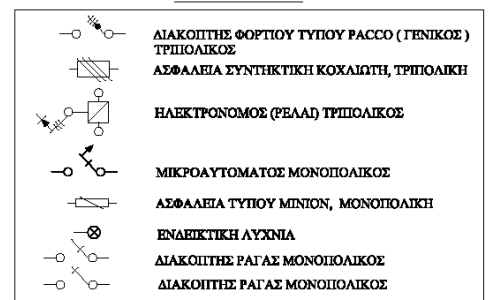 ΔΙΑΚΟΠΤΗΣ ΦΟΡΤΙΟΥ ΤΥΠΟΥ PACCO ( ΓΕΝΙΚΟΣ )
ΤΡΙΠΟΛΙΚΟΣ
ΑΣΦΑΛΕΙΑ ΣΥΝΤΗΚΤΙΚΗ ΚΟΧΛΙΩΤΗ, ΤΡΙΠΟΛΙΚΗ
ΗΛΕΚΤΡΟΝΟΜΟΣ (ΡΕΛΑΙ) ΤΡΙΠΟΛΙΚΟΣ
ΜΙΚΡΟΑΥΤΟΜΑΤΟΣ ΜΟΝΟΠΟΛΙΚΟΣ
ΑΣΦΑΛΕΙΑ ΤΥΠΟΥ ΜΙΝΙΟΝ, ΜΟΝΟΠΟΛΙΚΗ
ΕΝΔΕΙΚΤΙΚΗ ΛΥΧΝΙΑ
ΔΙΑΚΟΠΤΗΣ ΡΑΓΑΣ ΜΟΝΟΠΟΛΙΚΟΣ
ΔΙΑΚΟΠΤΗΣ ΡΑΓΑΣ ΜΟΝΟΠΟΛΙΚΟΣ